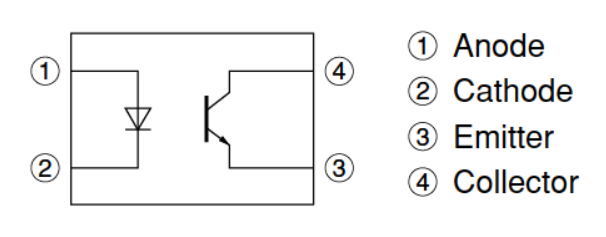 ① ④
② ③
① Anode
② Cathode
③ Emitter
④ Collector